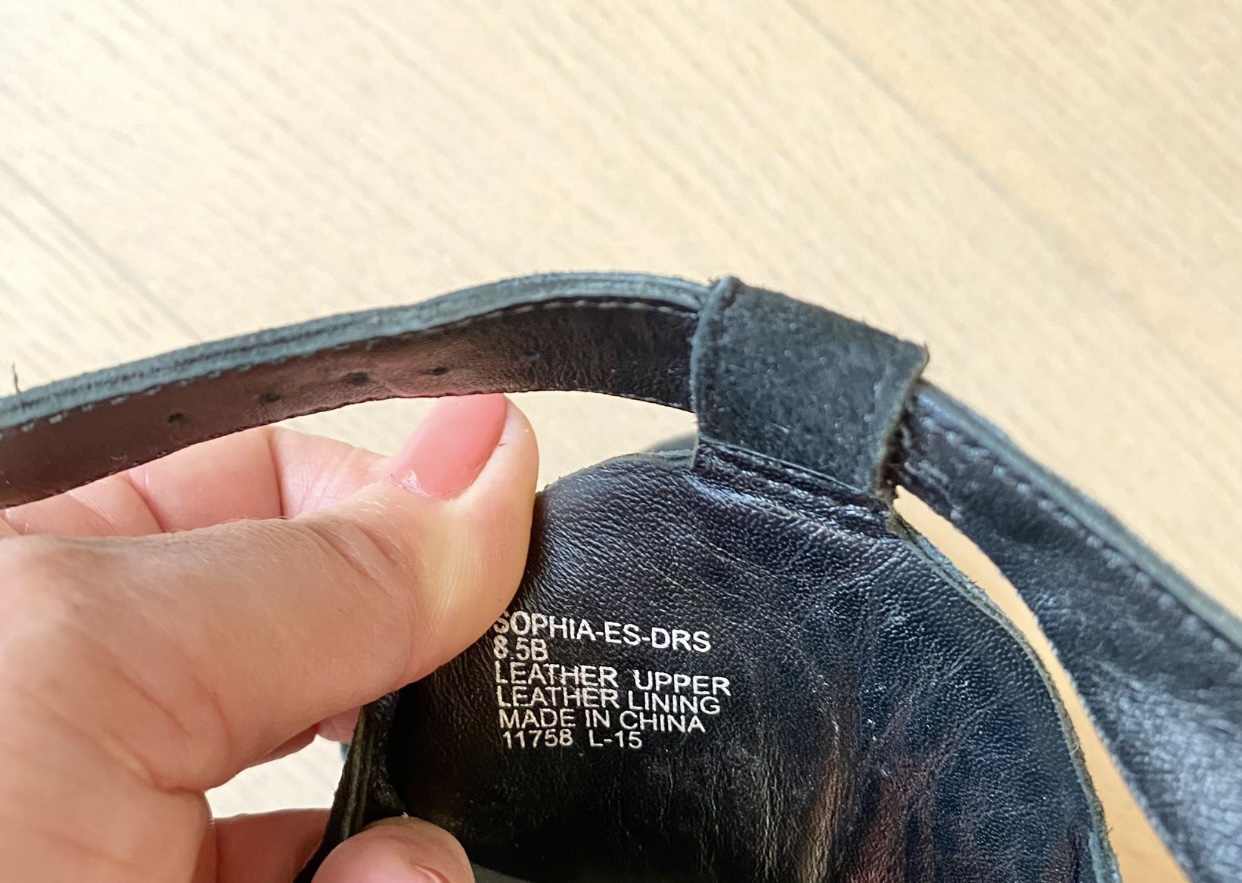 SOPHIA-ES-DRS
8.5B
LEATHER UPPER
LEATHER LINING
MADE IN CHINA
11758 L-15